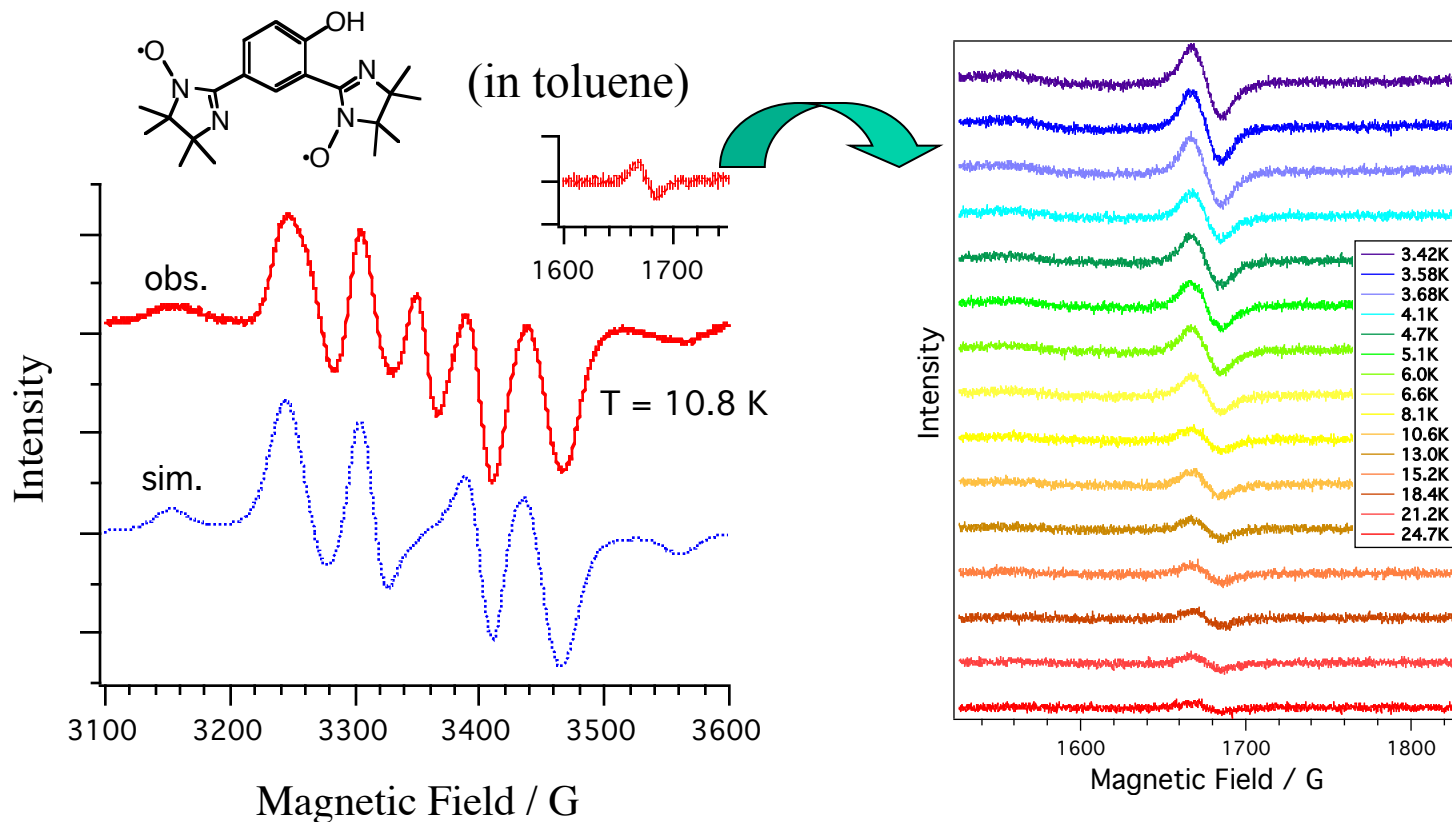 OH
•O
N
N
N
N
•O
(in toluene)
1600
1700
obs.
T = 10.8 K
sim.
Intensity
3100
3200
3300
3400
3500
3600
Magnetic Field / G
3.42K
3.58K
3.68K
4.1K
4.7K
5.1K
6.0K
6.6K
8.1K
10.6K
13.0K
15.2K
18.4K
21.2K
24.7K
Intensity
1600
1700
1800
Magnetic Field / G